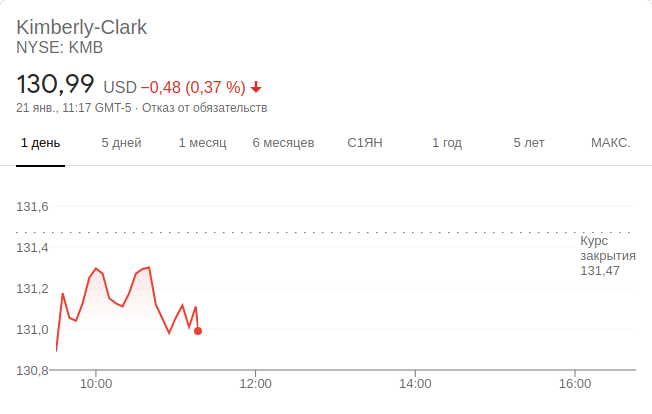 Kimberly-Clark
NYSE: KMB
130,99 USD −0,48 (0,37 %)
21 янв., 11:17 GMT-5 · Отказ от обязательств
1 день 5 дней 1 месяц 6 месяцев С1ЯН 1 год 5 лет МАКС.
131,6
131,4
131,2
131,0
130,8
Курс
закрытия
131,47
10:00 12:00 14:00 16:00